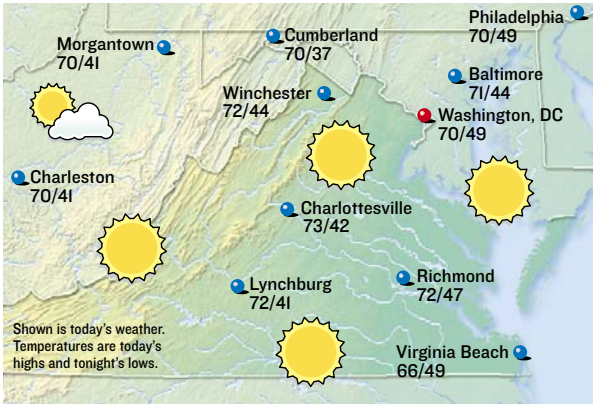 Philadelphia
70/49
Morgantown
70/41
Cumberland
70/37
Baltimore
71/44
Winchester
72/44
Washington, DC
70/49
Charleston
70/41
Charlottesville
73/42
Lynchburg
72/41
Richmond
72/47
Shown is today's weather.
Temperatures are today's
highs and tonight's lows.
Virginia Beach
66/49